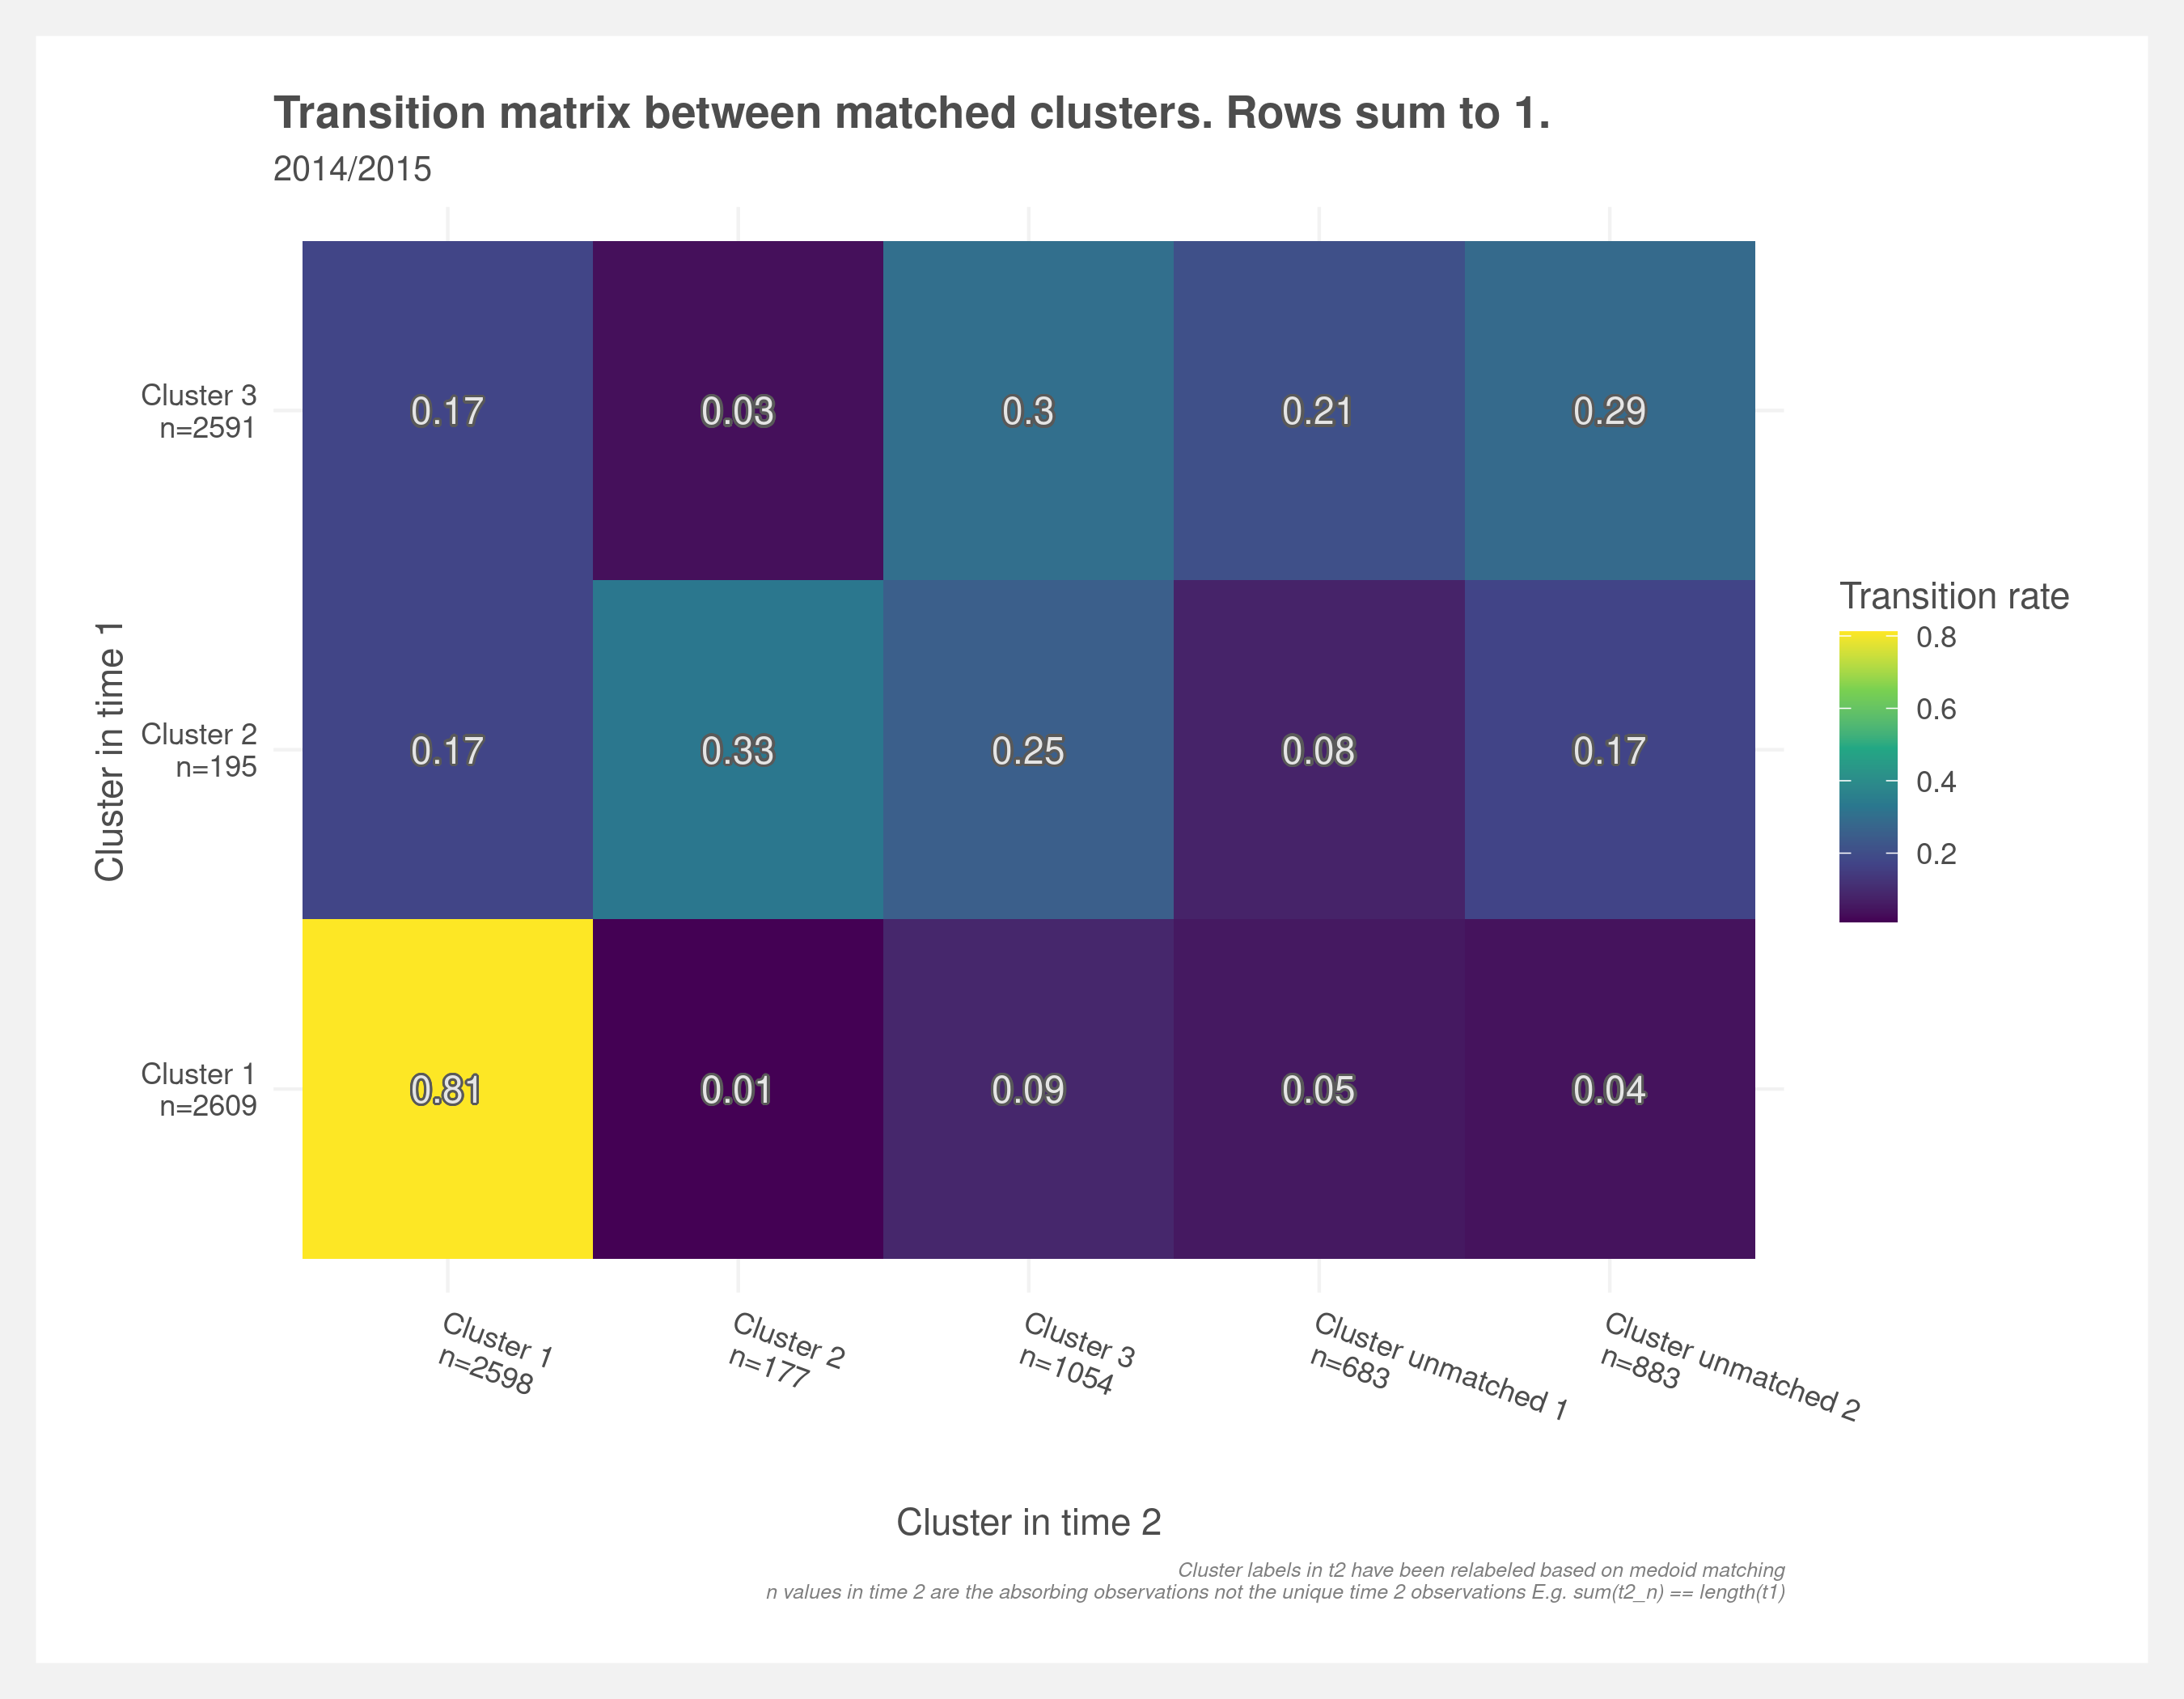 Transition matrix between matched clusters. Rows sum to 1.
2014/2015
Cluster in time 1
Cluster 3
n=2591
0.17
0.03
0.3
0.21
0.29
Cluster 2
n=195
0.17
0.33
0.25
0.08
0.17
Cluster 1
n=2609
0.81
0.01
0.09
0.05
0.04
Cluster 1
n=2598
Cluster 2
n=177
Cluster 3
n=1054
Cluster unmatched 1
n=683
Cluster unmatched 2
n=883
Cluster in time 2
Transition rate
0.8
0.6
0.4
0.2
Cluster labels in t2 have been relabeled based on medoid matching
n values in time 2 are the absorbing observations not the unique time 2 observations E.g. sum(t2_n) == length(t1)